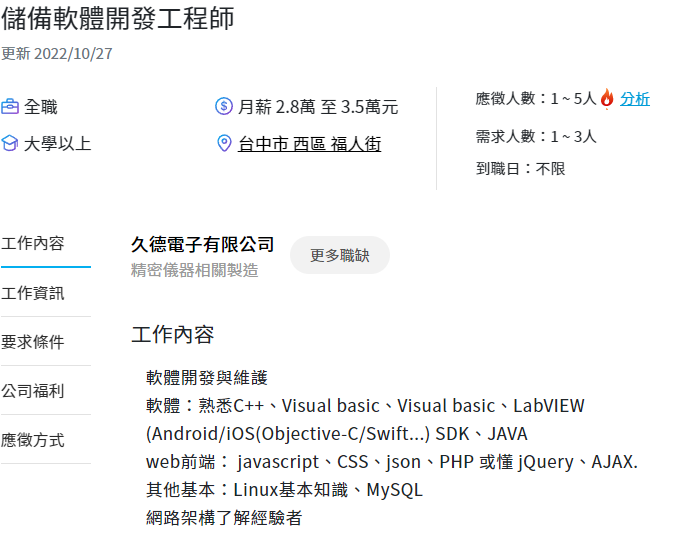 儲備軟體開發工程師
更新 2022/10/27
全職
月薪 2.8萬 至 3.5萬元
大學以上
台中市 西區 福人街
應徵人數：1 ~ 5人 分析
需求人數：1 ~ 3人
到職日：不限
工作內容
工作資訊
要求條件
公司福利
應徵方式
久德電子有限公司
更多職缺
精密儀器相關製造
工作內容
軟體開發與維護
軟體：熟悉C++、Visual basic、Visual basic、LabVIEW
(Android/iOS(Objective-C/Swift...) SDK、JAVA
web前端： javascript、CSS、json、PHP 或懂 jQuery、AJAX.
其他基本：Linux基本知識、MySQL
網路架構了解經驗者